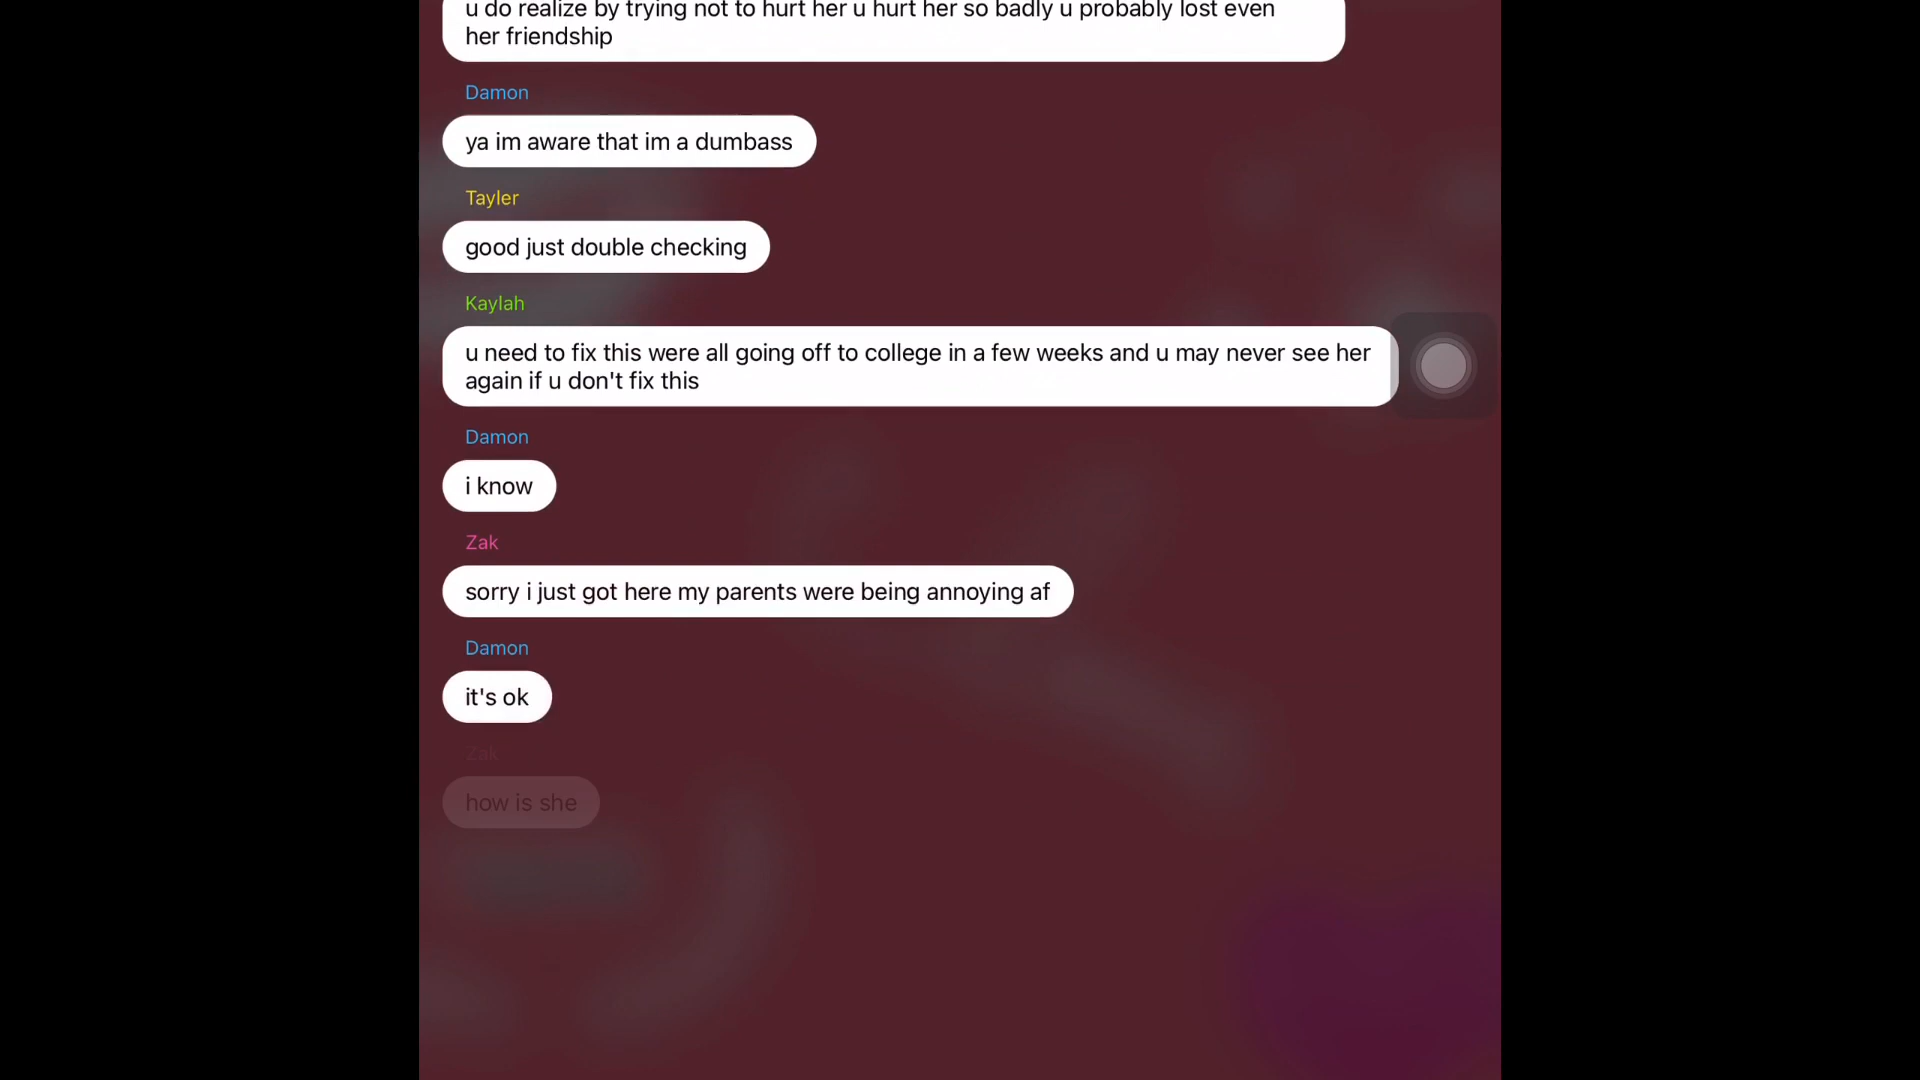 u do realize by trying not to hurt her u hurt her so badly u probably lost even
her friendship
Damon
ya im aware that im a dumbass
Tayler
good just double checking
Kaylah
u need to fix this were all going off to college in a few weeks and u may never see her
again if u don't fix this
Damon
i know
Zak
sorry i just got here my parents were being annoying af
Damon
it's ok
Zak
how is she